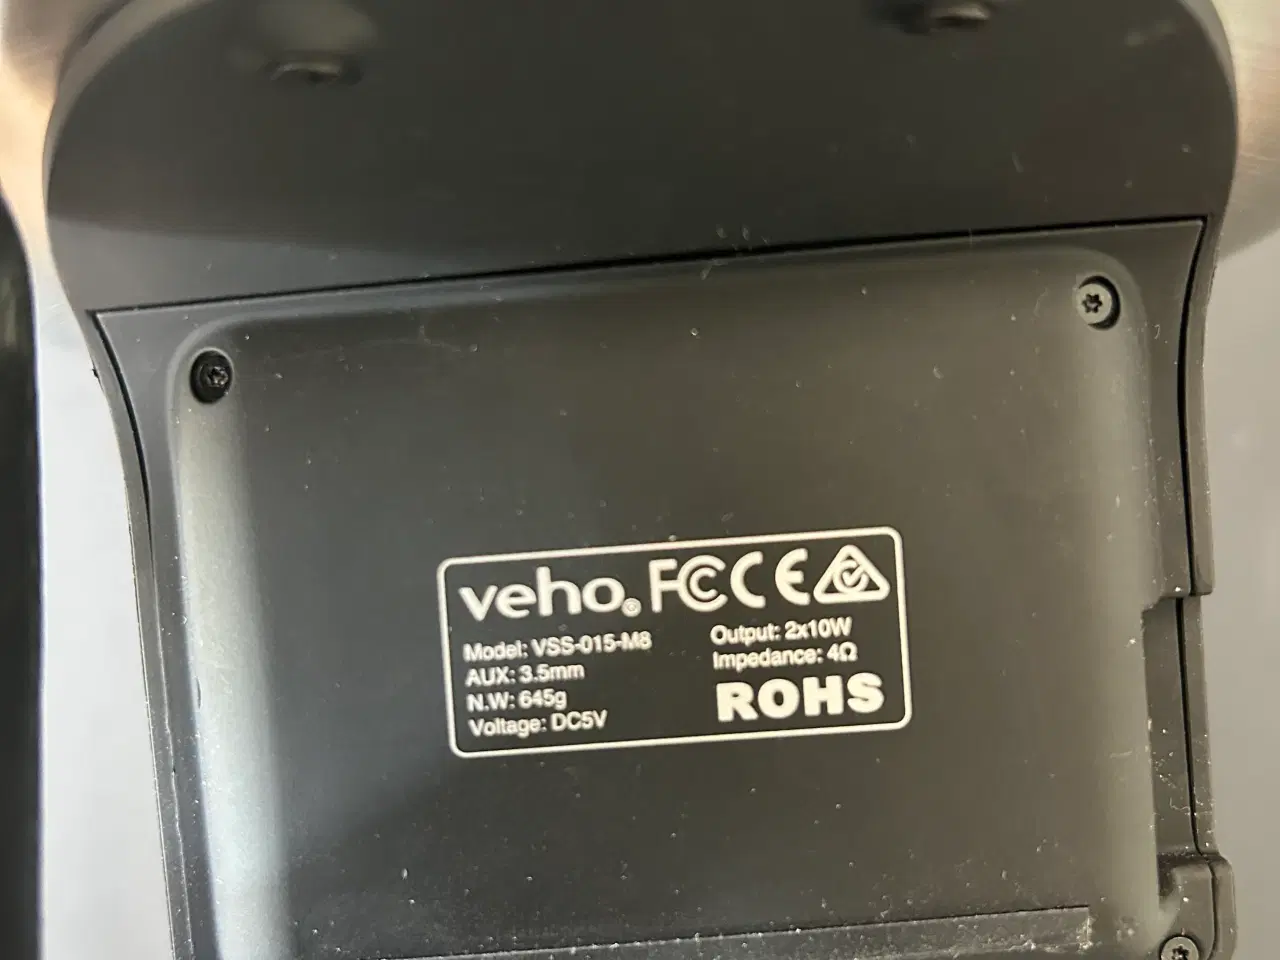 veho® FC CE
Model: VSS-015-M8
AUX: 3.5mm
N.W: 645g
Voltage: DC5V
Output: 2x10W
Impedance: 4Ω
ROHS